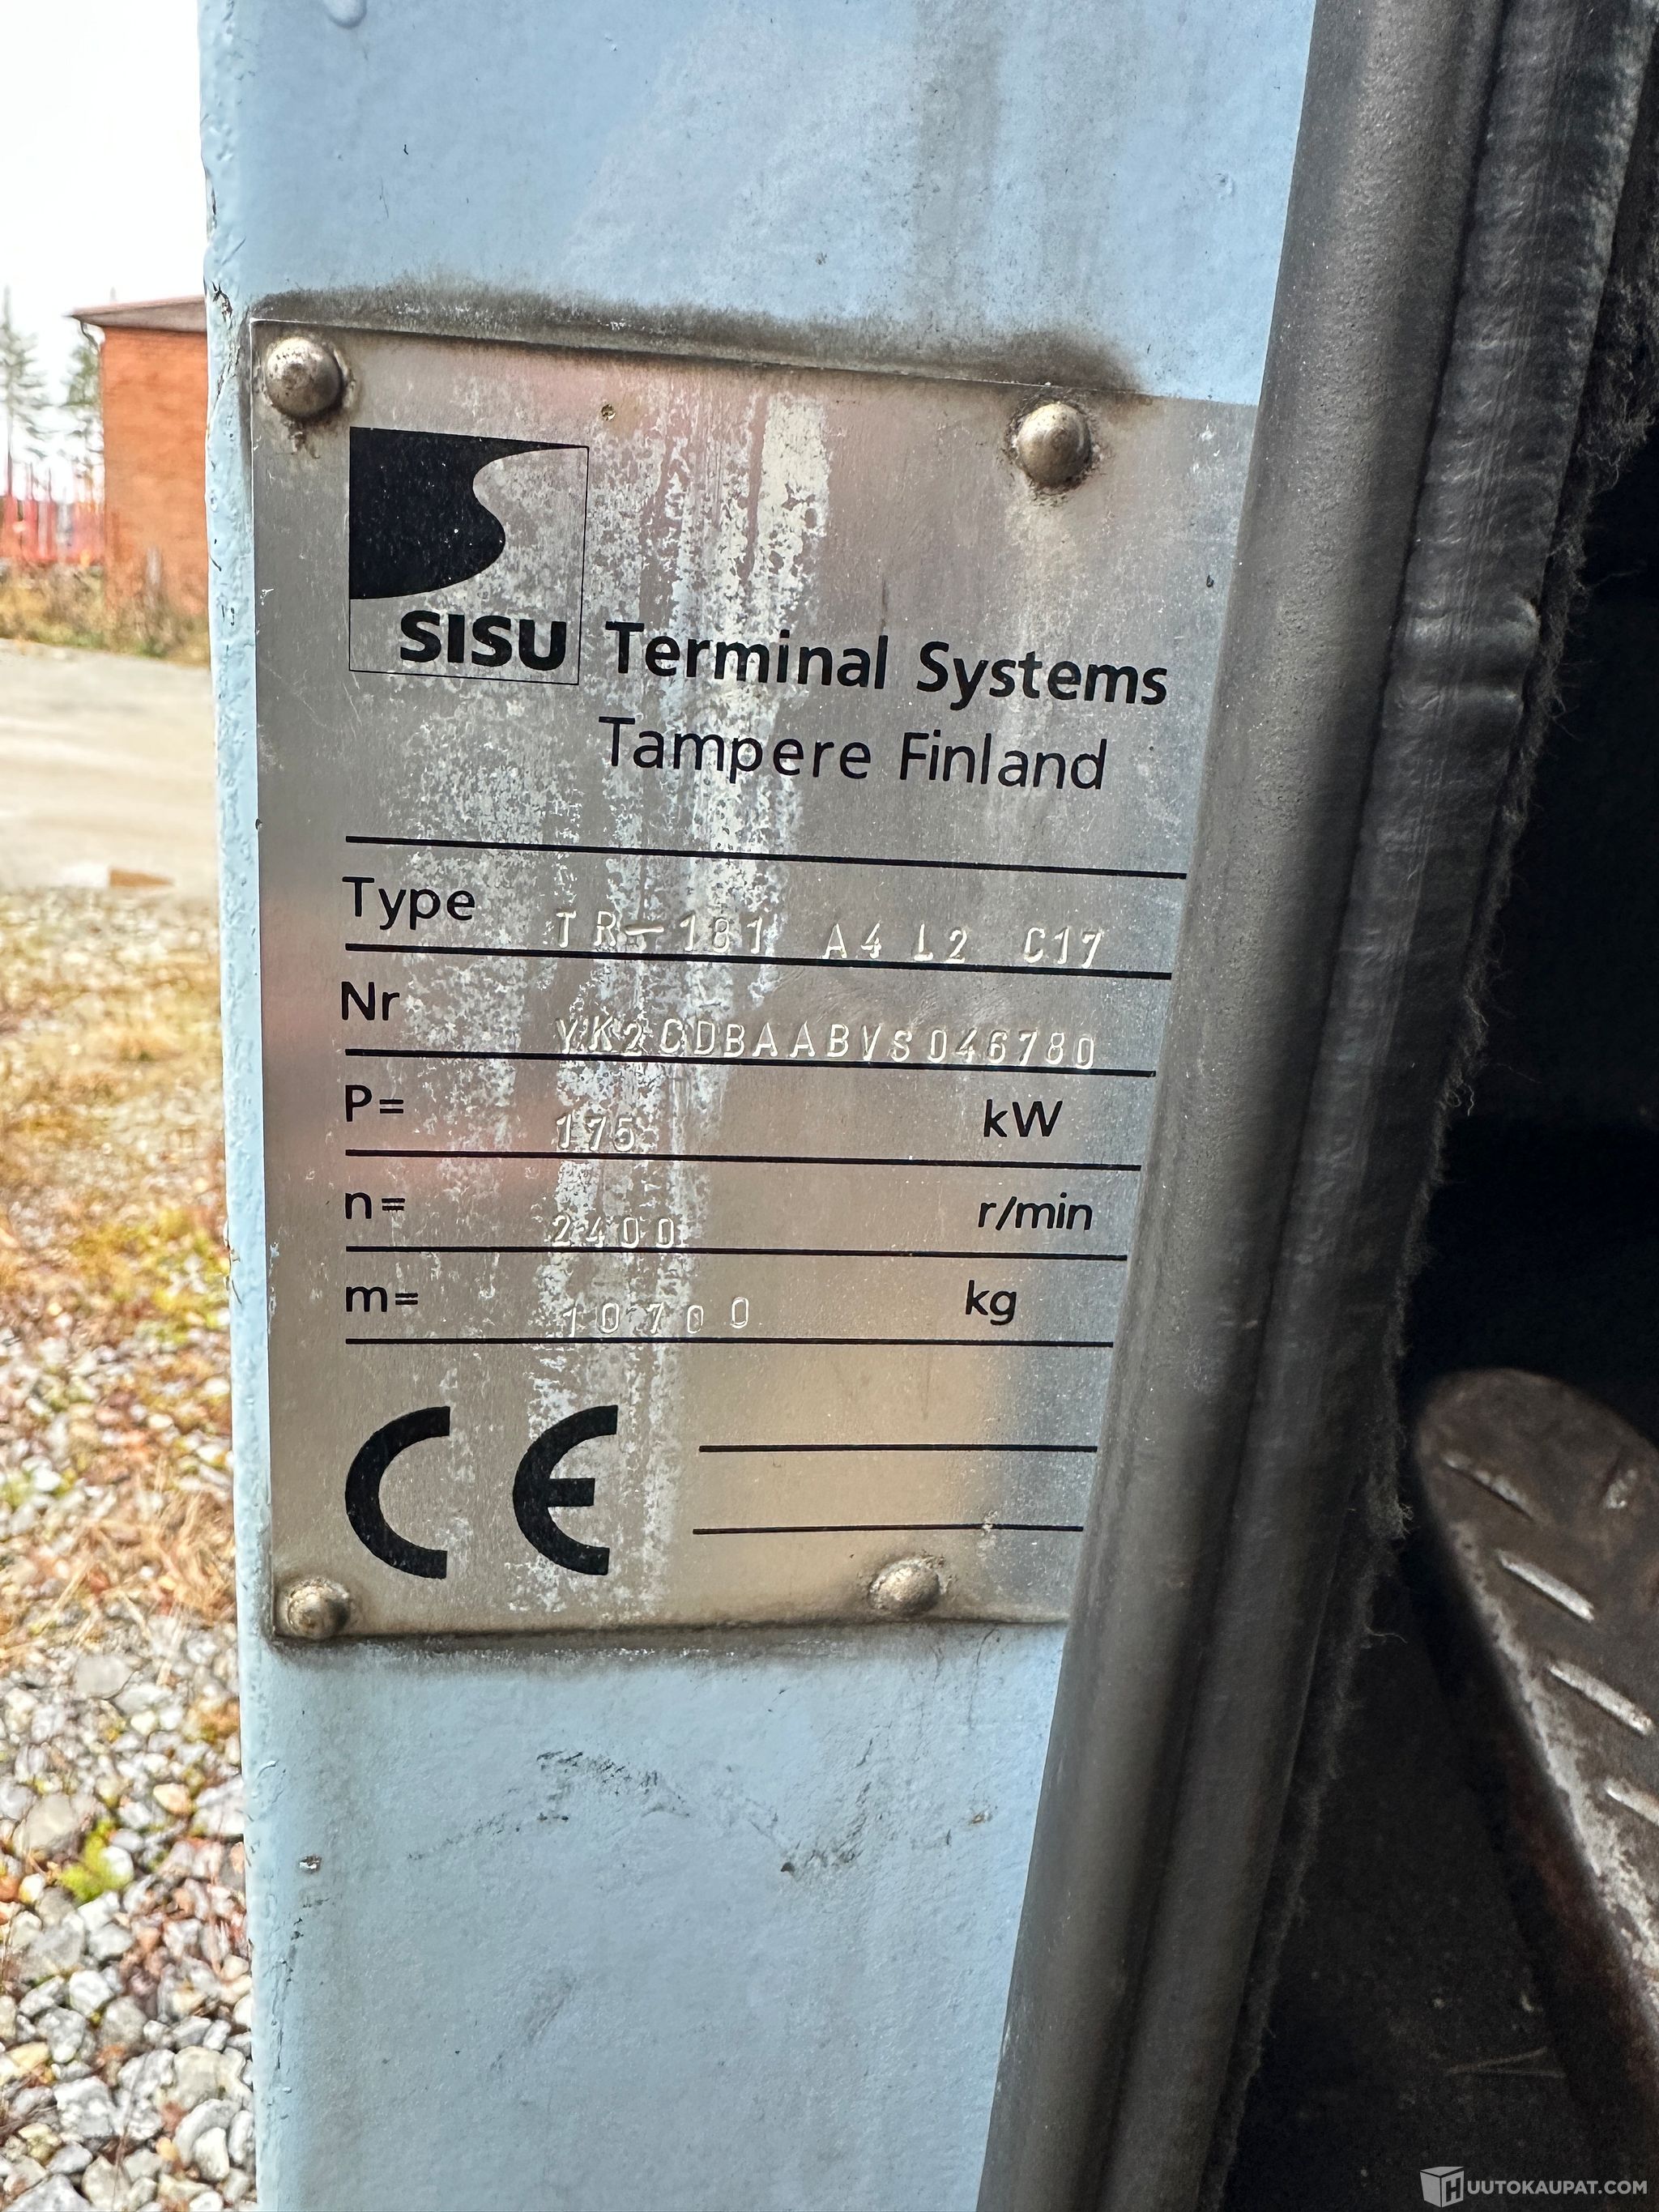 SISU Terminal Systems
Tampere Finland
Type TR-181 A4 L2 C17
Nr YK2CDBAABVS046780
P= 175 kW
n= 2400 r/min
m= 10700 kg
CE
HUUTOKAUPAT.COM